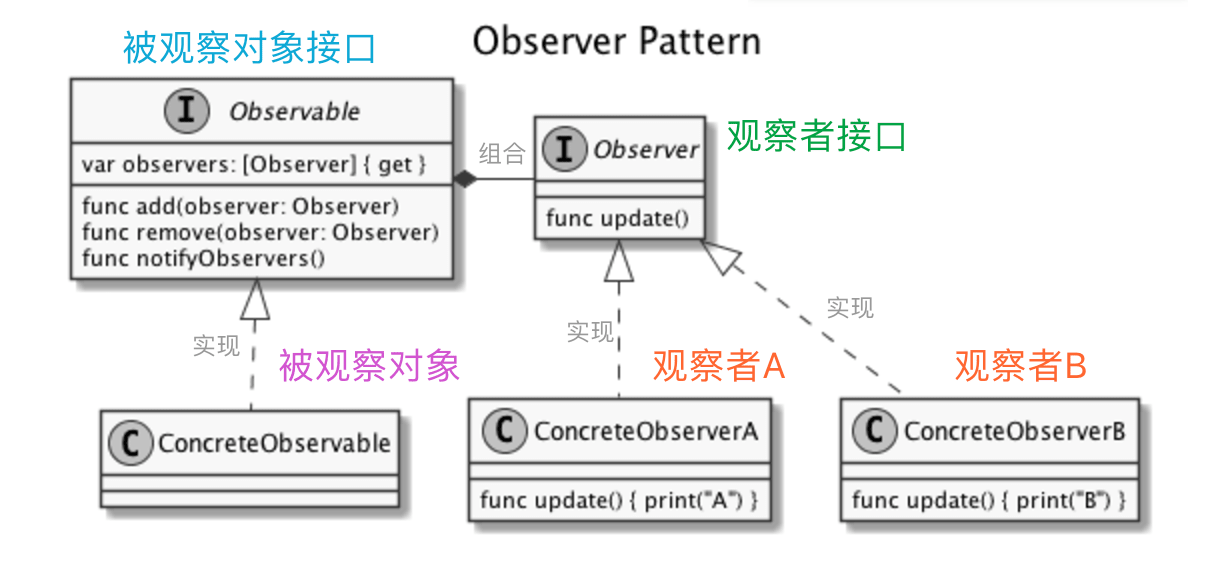 Observer Pattern
被观察对象接口
I Observable
var observers: [Observer] { get }
func add(observer: Observer)
func remove(observer: Observer)
func notifyObservers()
组合
I Observer
func update()
观察者接口
实现
实现
实现
被观察对象
观察者A
观察者B
C ConcreteObservable
C ConcreteObserverA
func update() { print("A") }
C ConcreteObserverB
func update() { print("B") }